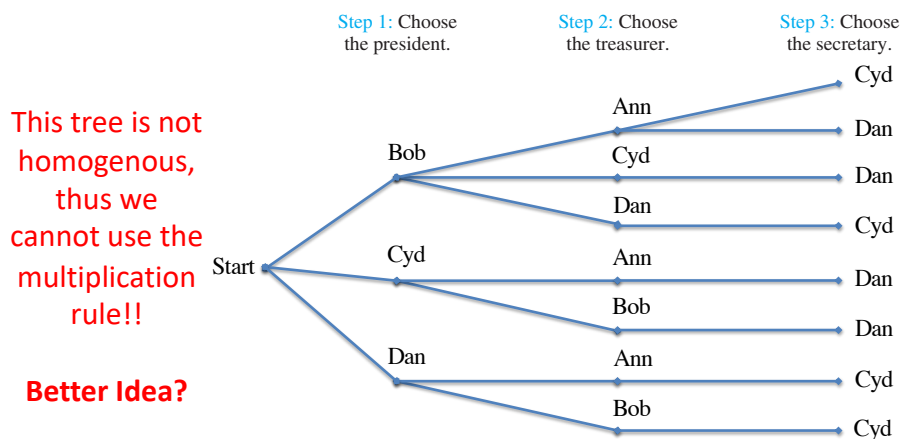 Step 1: Choose
the president.
Step 2: Choose
the treasurer.
Step 3: Choose
the secretary.
This tree is not
homogenous,
thus we
cannot use the
multiplication
rule!!
Better Idea?
Start
Bob
Cyd
Dan
Ann
Cyd
Dan
Ann
Bob
Ann
Bob
Cyd
Dan
Dan
Cyd
Dan
Dan
Cyd
Cyd